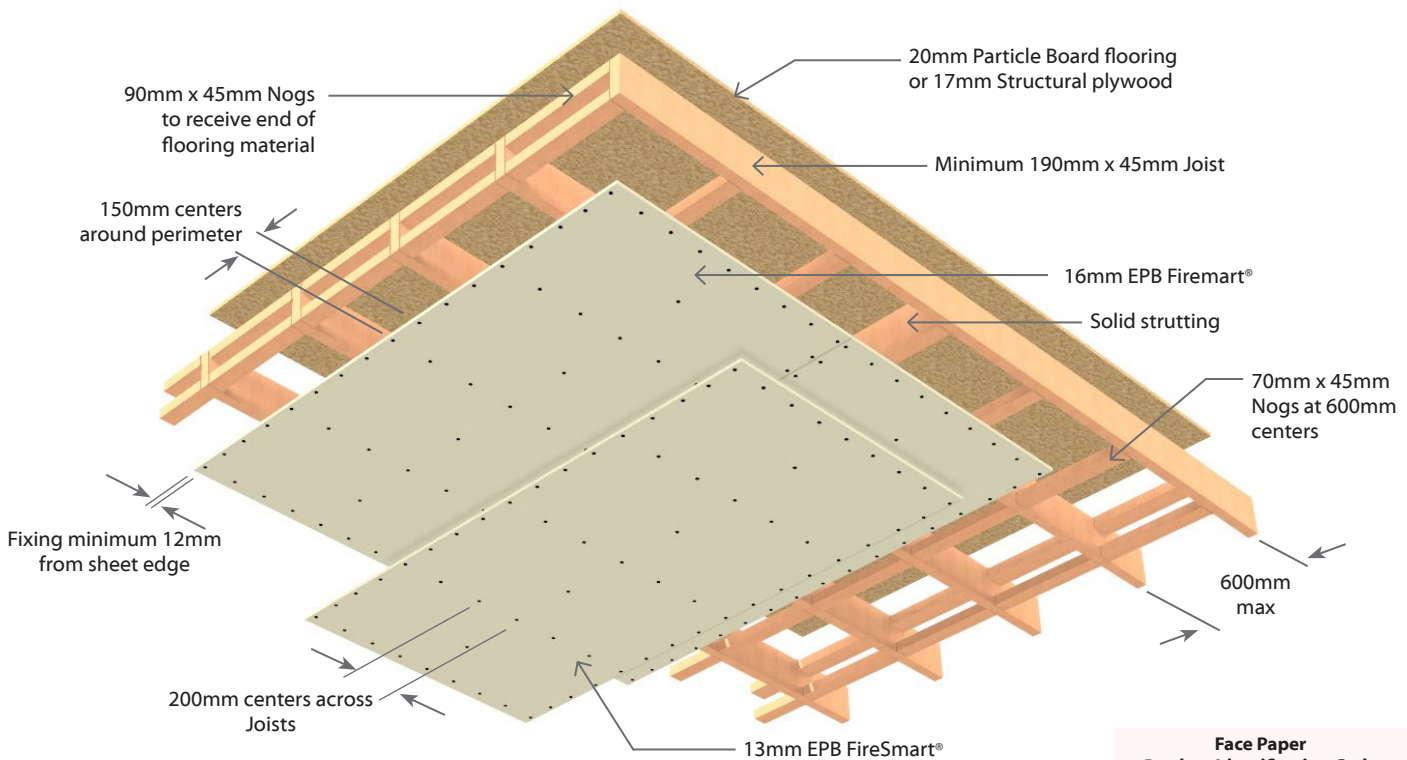 20mm Particle Board flooring
or 17mm Structural plywood
90mm x 45mm Nogs
to receive end of
flooring material
Minimum 190mm x 45mm Joist
150mm centers
around perimeter
16mm EPB Firemart®
Solid strutting
70mm x 45mm
Nogs at 600mm
centers
Fixing minimum 12mm
from sheet edge
600mm
max
200mm centers across
Joists
13mm EPB FireSmart®
Face Paper